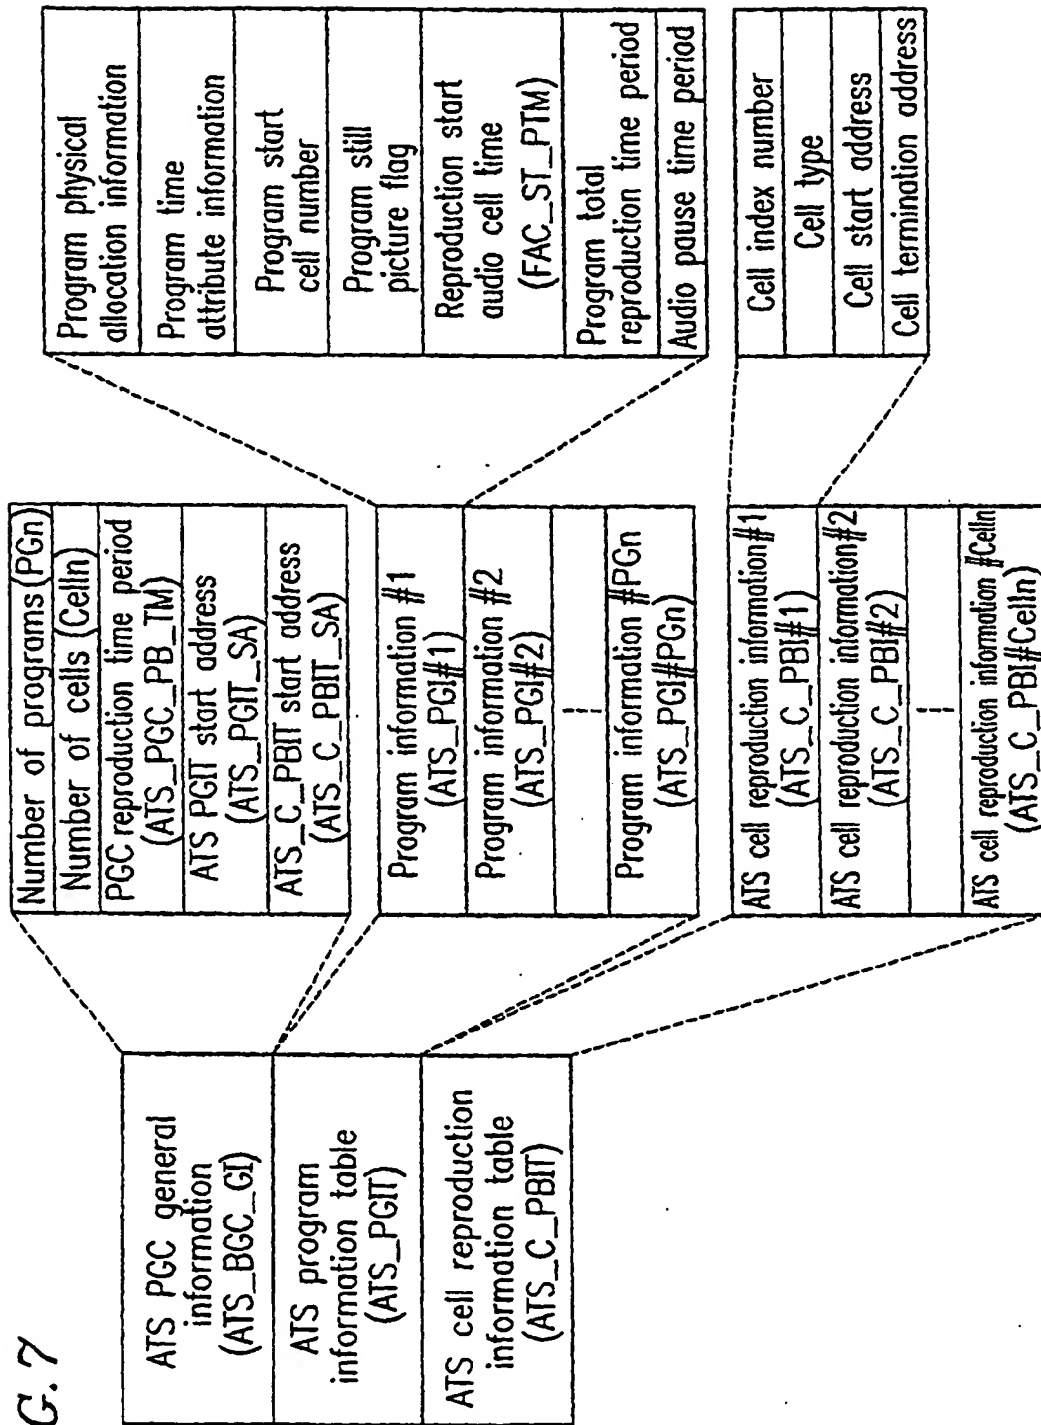 G. 7
ATS PGC general
information
(ATS_BGC_GI)
ATS program
information table
(ATS_PGIT)
ATS cell reproduction
information table
(ATS_C_PBIT)
Number of programs(PGn)
Number of cells (Celln)
PGC reproduction time period
(ATS_PGC_PB_TM)
ATS PGIT start address
(ATS_PGIT_SA)
ATS_C_PBIT start address
(ATS_C_PBIT_SA)
Program information #1
(ATS_PGI#1)
Program information #2
(ATS_PGI#2)
Program information #PGn
(ATS_PGI#PGn)
ATS cell reproduction information#1
(ATS_C_PBI#1)
ATS cell reproduction information#2
(ATS_C_PBI#2)
ATS cell reproduction information #Celln
(ATS_C_PBI#Celln)
Program physical
allocation information
Program time
attribute information
Program start
cell number
Program still
picture flag
Reproduction start
audio cell time
(FAC_ST_PTM)
Program total
reproduction time period
Audio pause time period
Cell index number
Cell type
Cell start address
Cell termination address